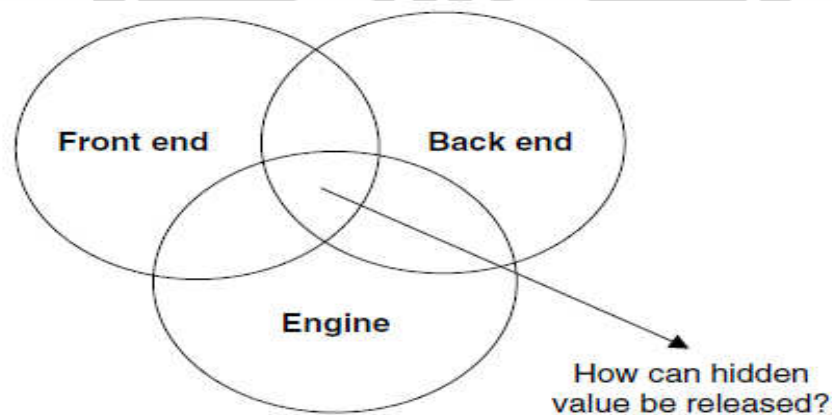 Front end
Back end
Engine
How can hidden
value be released?